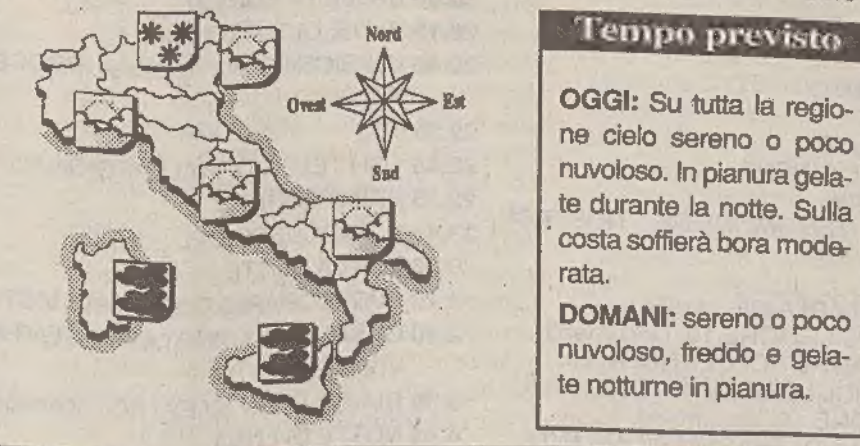 Nord
Ovest
Est
Sud
Tempo previsto
OGGI: Su tutta la regio-
ne cielo sereno o poco
nuvoloso. In pianura gela-
te durante la notte. Sulla
costa soffierà bora mode-
rata.
DOMANI: sereno o poco
nuvoloso, freddo e gela-
te notturne in pianura.